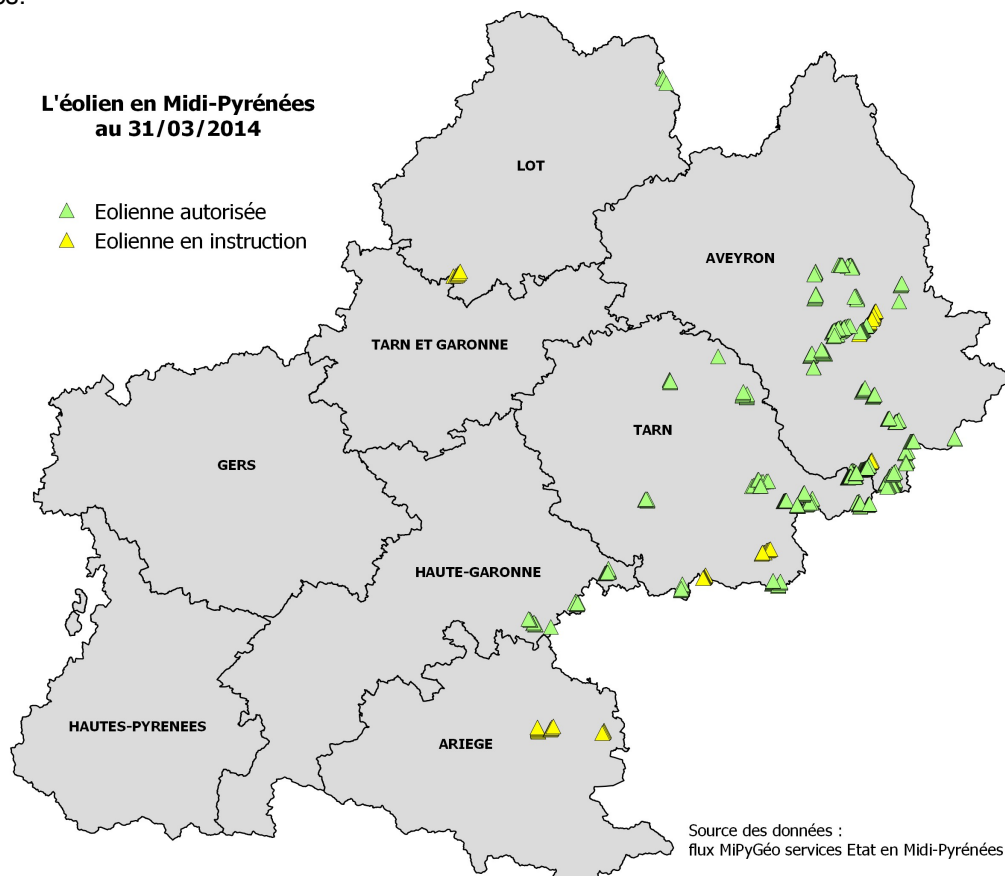 L'éolien en Midi-Pyrénées
au 31/03/2014
Eolienne autorisée
Eolienne en instruction
LOT
AVEYRON
TARN ET GARONNE
TARN
GERS
HAUTE-GARONNE
HAUTES-PYRENEES
ARIEGE
Source des données :
flux MiPyGéo services Etat en Midi-Pyrénées